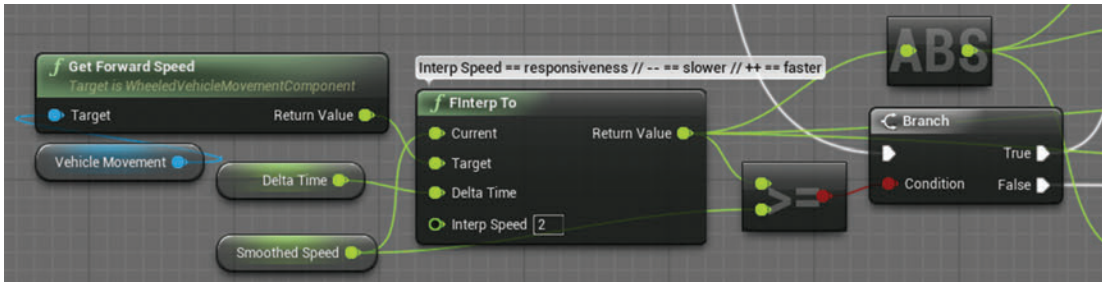 ABS
f Get Forward Speed
Target is WheeledVehicleMovementComponent
Target Return Value
Vehicle Movement
Delta Time
Smoothed Speed
Interp Speed == responsiveness // -- == slower // ++ == faster
f FInterp To
Current Return Value
Target
Delta Time
Interp Speed 2
>=
Branch
True
Condition False